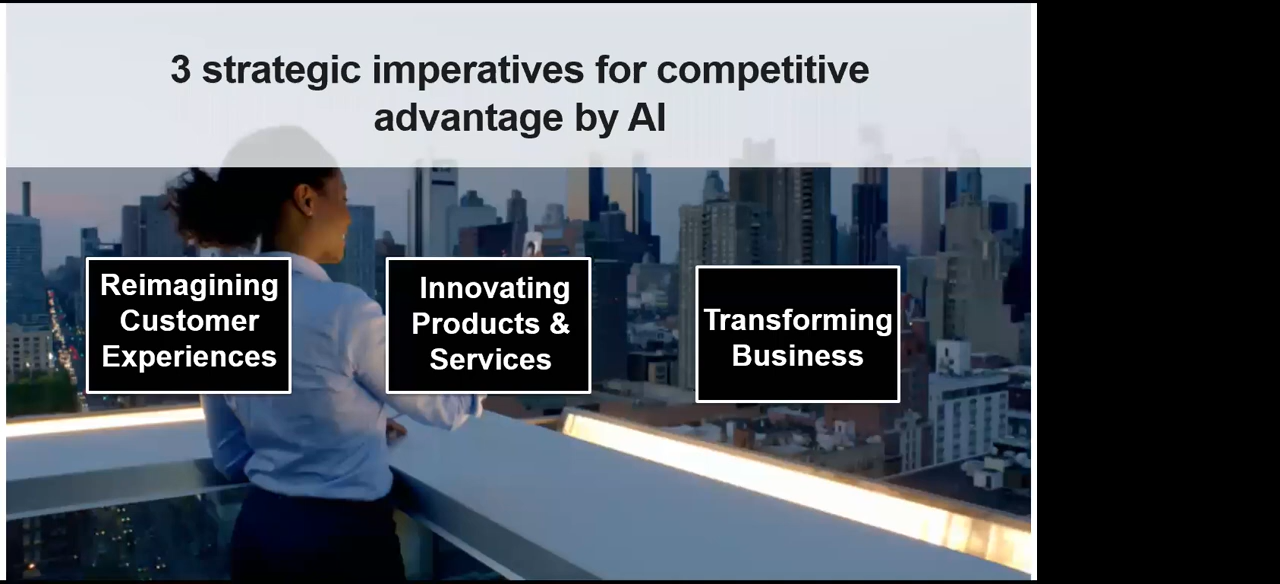 3 strategic imperatives for competitive
advantage by AI
Reimagining
Customer
Experiences
Innovating
Products &
Services
Transforming
Business